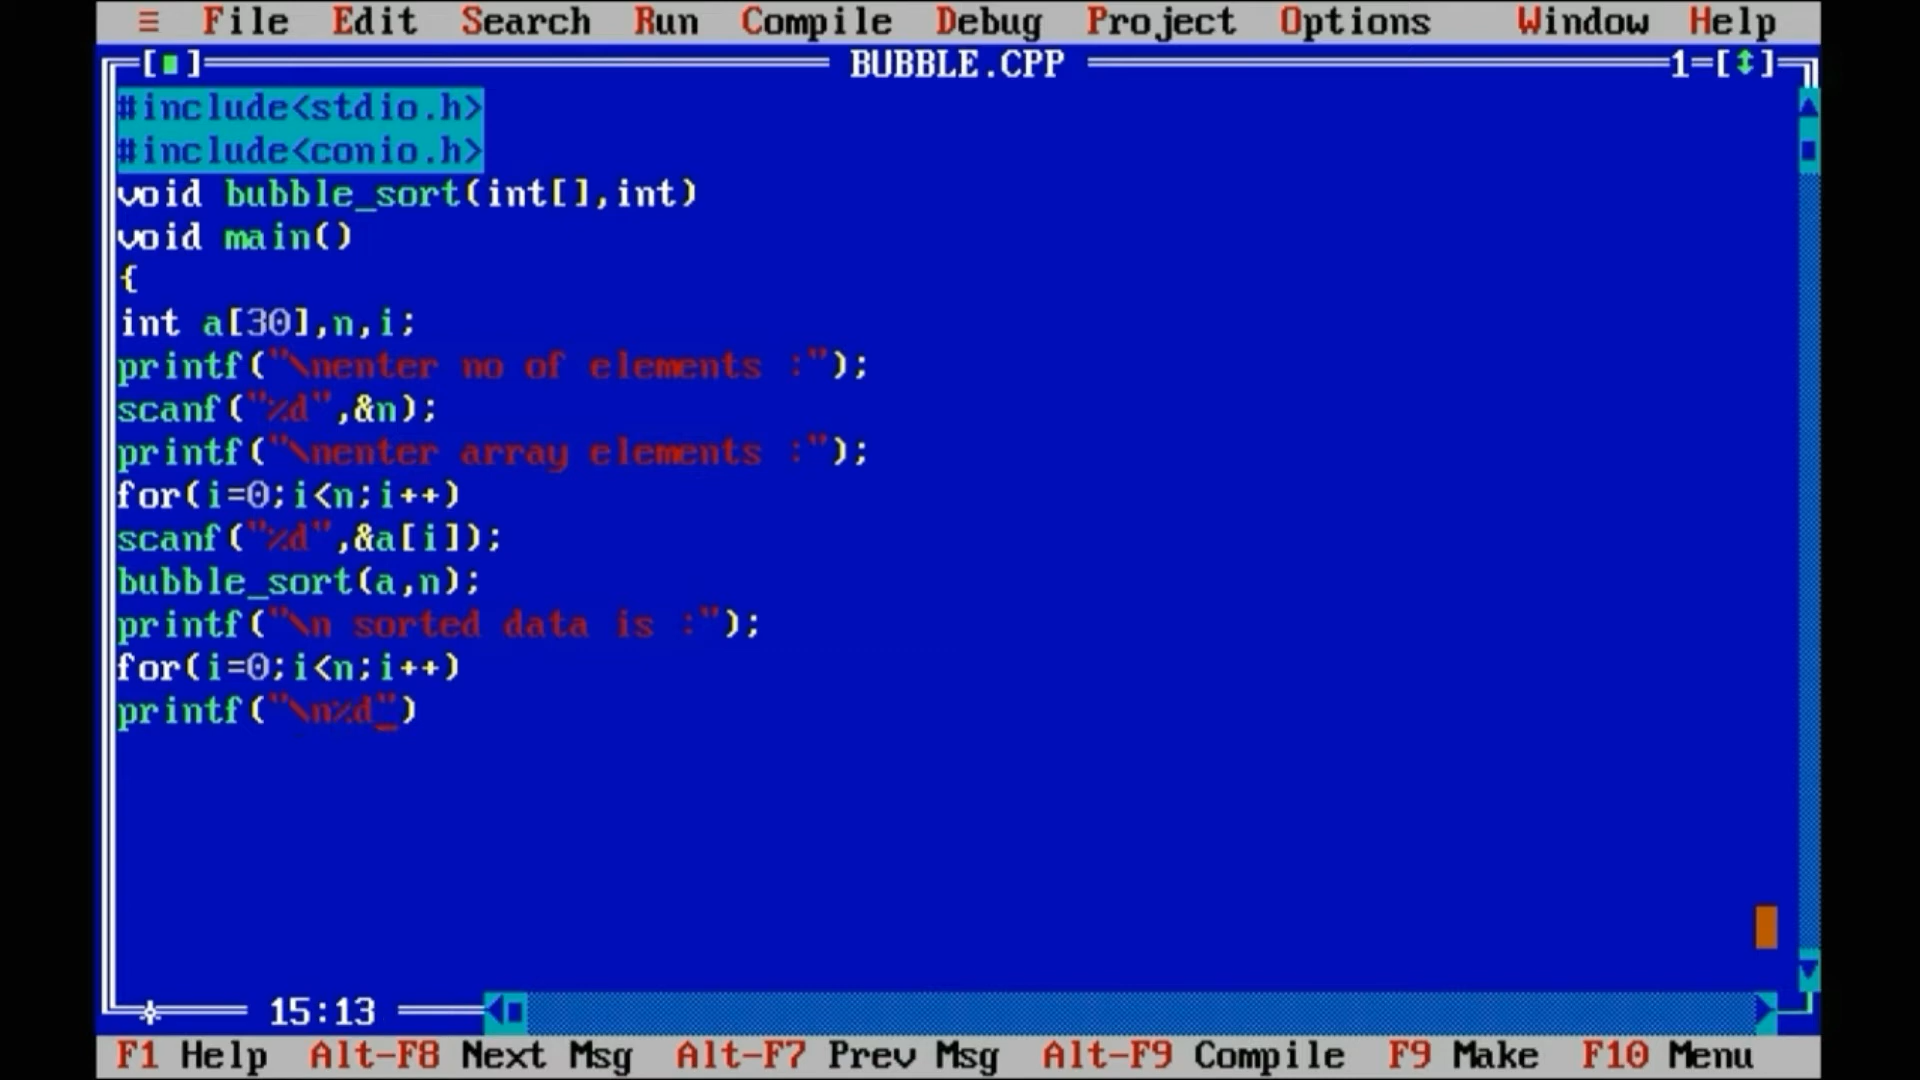 ≡ File Edit Search Run Compile Debug Project Options Window Help
[■] BUBBLE.CPP 1=[↕]
#include<stdio.h>
#include<conio.h>
void bubble_sort(int[],int)
void main()
{
int a[30],n,i;
printf("\nenter no of elements :");
scanf("%d",&n);
printf("\nenter array elements :");
for(i=0;i<n;i++)
scanf("%d",&a[i]);
bubble_sort(a,n);
printf("\n sorted data is :");
for(i=0;i<n;i++)
printf("\n%d")
15:13
F1 Help Alt-F8 Next Msg Alt-F7 Prev Msg Alt-F9 Compile F9 Make F10 Menu